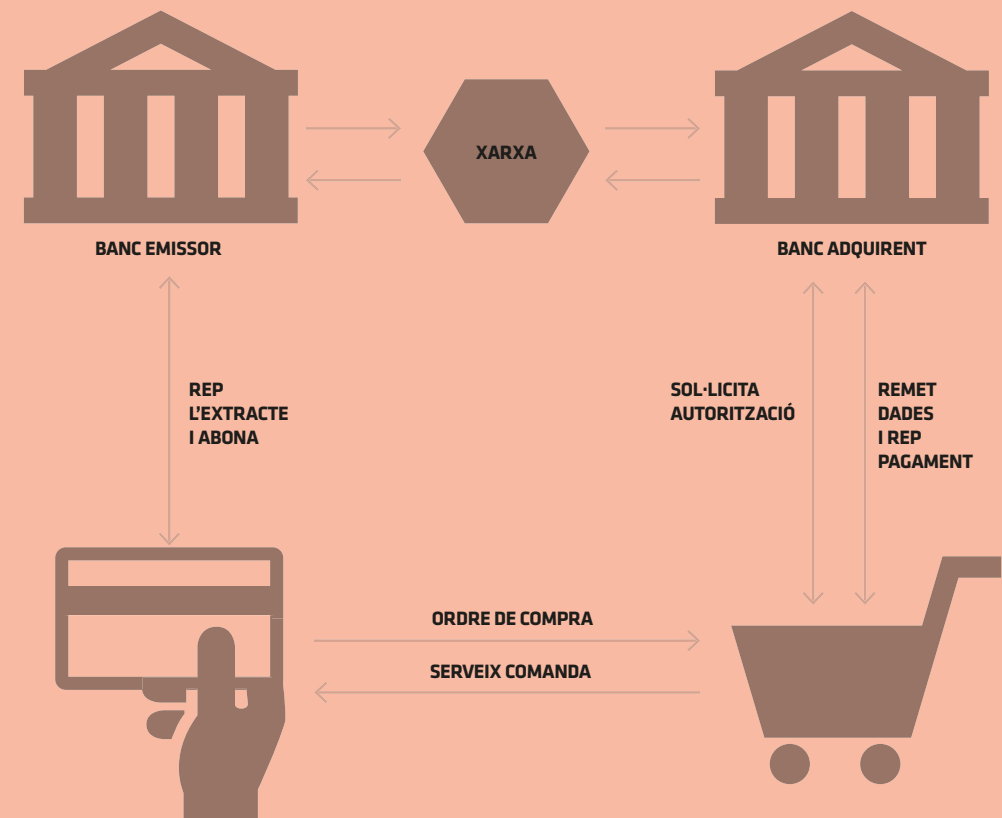 XARXA
BANC EMISSOR
BANC ADQUIRENT
REP
L'EXTRACTE
I ABONA
SOL·LICITA
AUTORITZACIÓ
REMET
DADES
I REP
PAGAMENT
ORDRE DE COMPRA
SERVEIX COMANDA